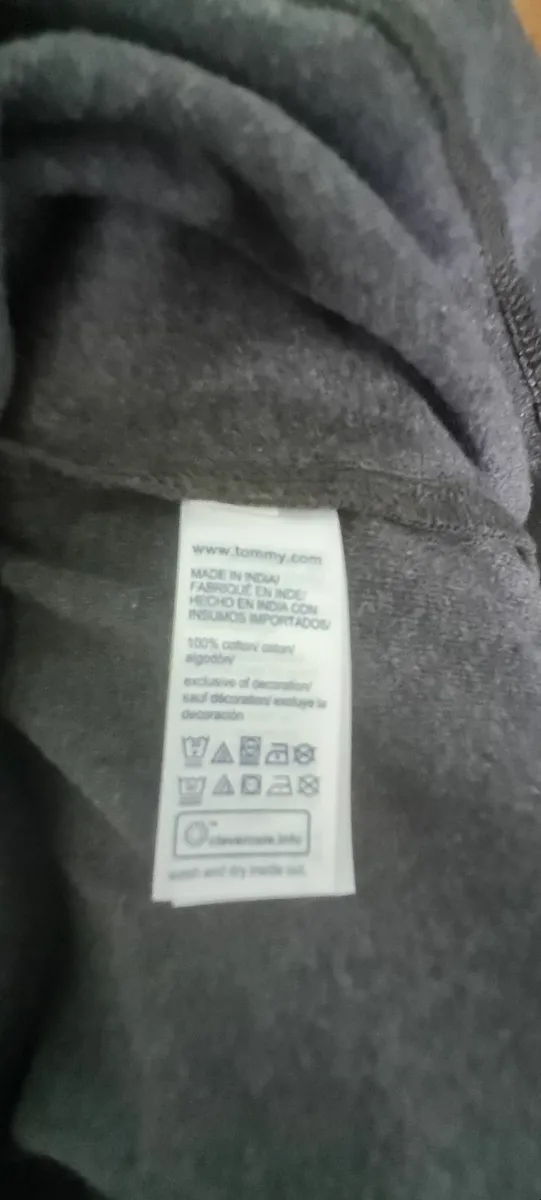 www.tommy.com
MADE IN INDIA/
FABRIQUÉ EN INDE/
HECHO EN INDIA CON
INSUMOS IMPORTADOS/
100% cotton/ coton/
algodón/
exclusive of decoration/
sauf décoration/ excluye la
decoración
clevercare.info
wash and dry inside out.